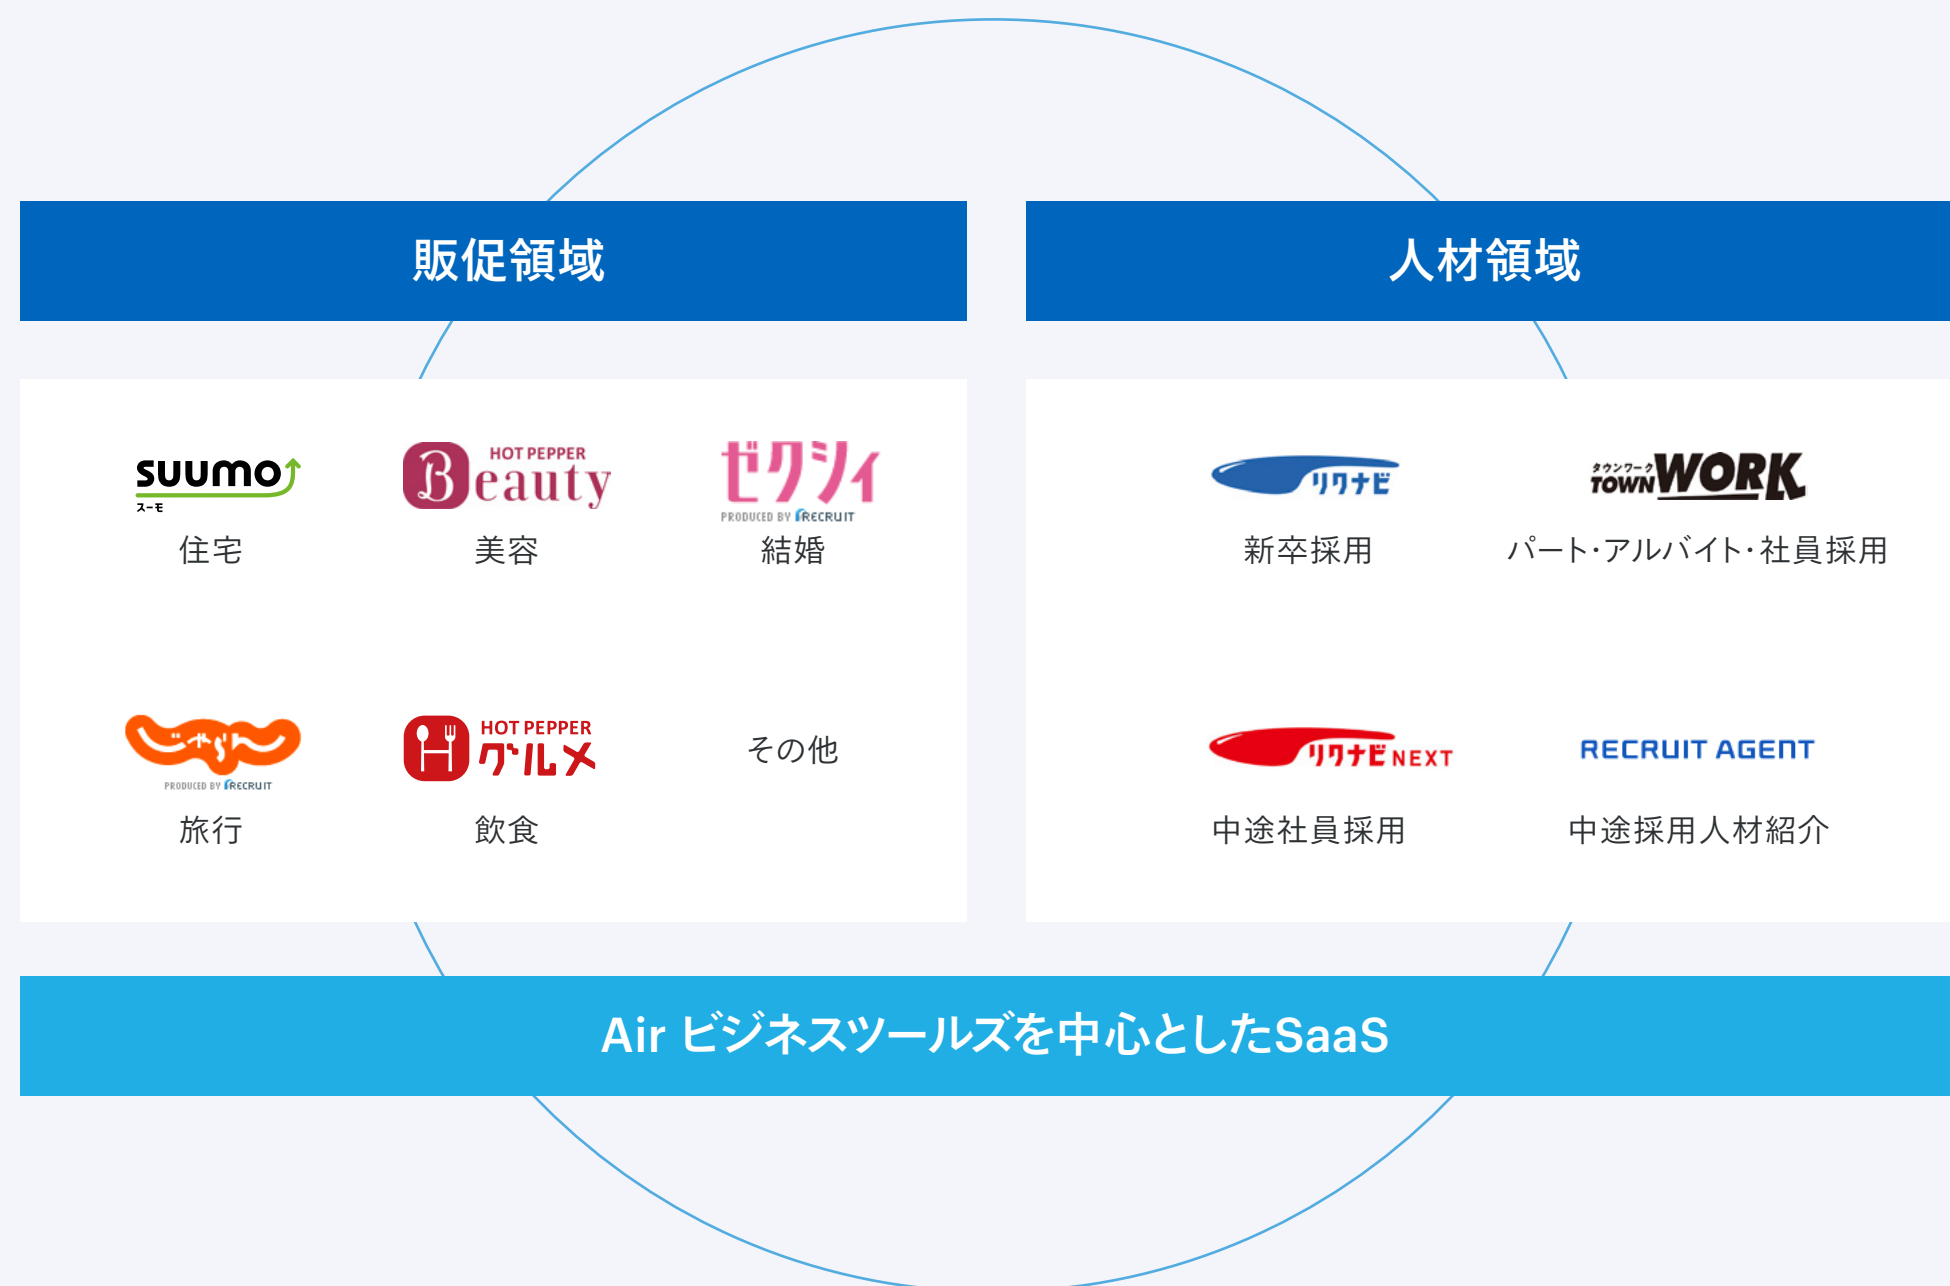 販促領域
人材領域
SUUMO
スーモ
住宅
HOT PEPPER
Beauty
美容
ゼクシィ
PRODUCED BY RECRUIT
結婚
リクナビ
新卒採用
タウンワーク
TOWN WORK
パート・アルバイト・社員採用
じゃらん
PRODUCED BY RECRUIT
旅行
HOT PEPPER
グルメ
飲食
その他
リクナビNEXT
中途社員採用
RECRUIT AGENT
中途採用人材紹介
Air ビジネスツールズを中心としたSaaS